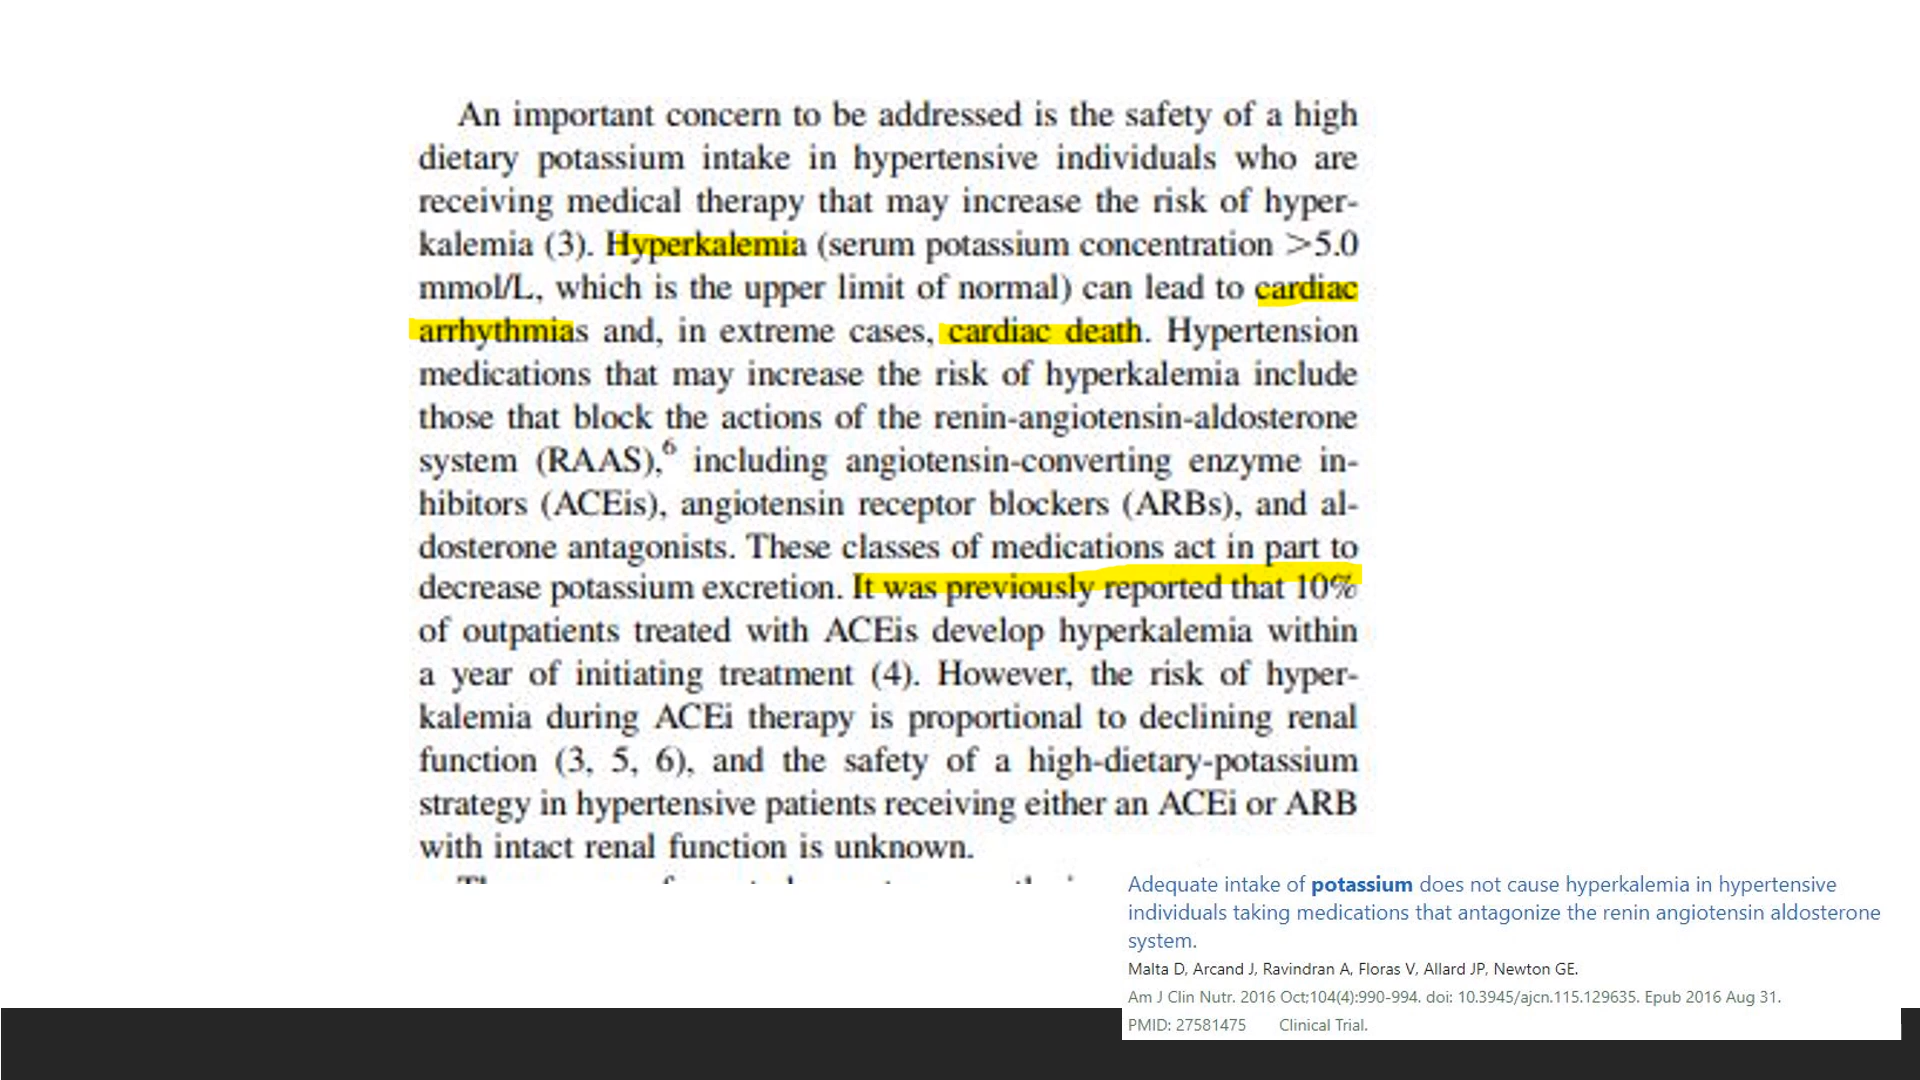 An important concern to be addressed is the safety of a high
dietary potassium intake in hypertensive individuals who are
receiving medical therapy that may increase the risk of hyper-
kalemia (3). Hyperkalemia (serum potassium concentration >5.0
mmol/L, which is the upper limit of normal) can lead to cardiac
arrhythmias and, in extreme cases, cardiac death. Hypertension
medications that may increase the risk of hyperkalemia include
those that block the actions of the renin-angiotensin-aldosterone
system (RAAS),⁶ including angiotensin-converting enzyme in-
hibitors (ACEis), angiotensin receptor blockers (ARBs), and al-
dosterone antagonists. These classes of medications act in part to
decrease potassium excretion. It was previously reported that 10%
of outpatients treated with ACEis develop hyperkalemia within
a year of initiating treatment (4). However, the risk of hyper-
kalemia during ACEi therapy is proportional to declining renal
function (3, 5, 6), and the safety of a high-dietary-potassium
strategy in hypertensive patients receiving either an ACEi or ARB
with intact renal function is unknown.
Adequate intake of potassium does not cause hyperkalemia in hypertensive
individuals taking medications that antagonize the renin angiotensin aldosterone
system.
Malta D, Arcand J, Ravindran A, Floras V, Allard JP, Newton GE.
Am J Clin Nutr. 2016 Oct;104(4):990-994. doi: 10.3945/ajcn.115.129635. Epub 2016 Aug 31.
PMID: 27581475 Clinical Trial.